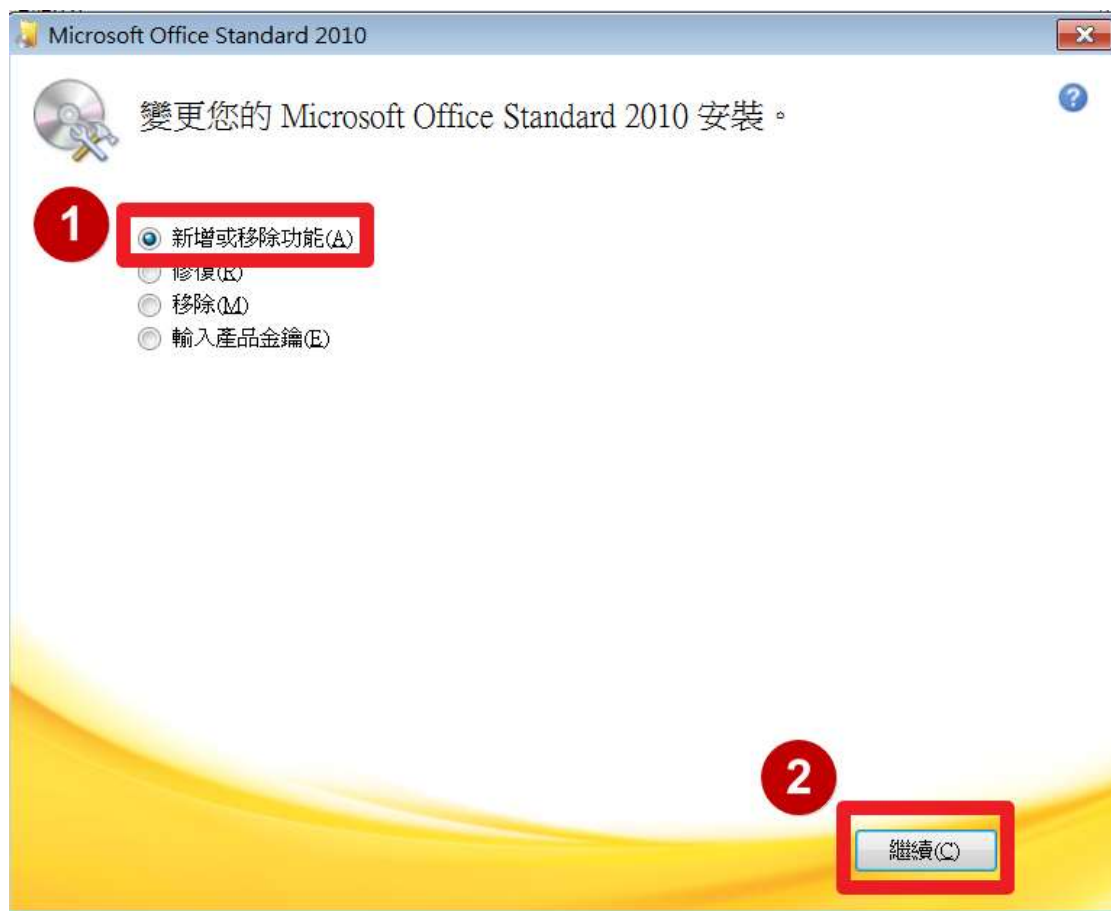 Microsoft Office Standard 2010
變更您的 Microsoft Office Standard 2010 安裝。
1
新增或移除功能(A)
修復(R)
移除(M)
輸入產品金鑰(E)
2
繼續(C)